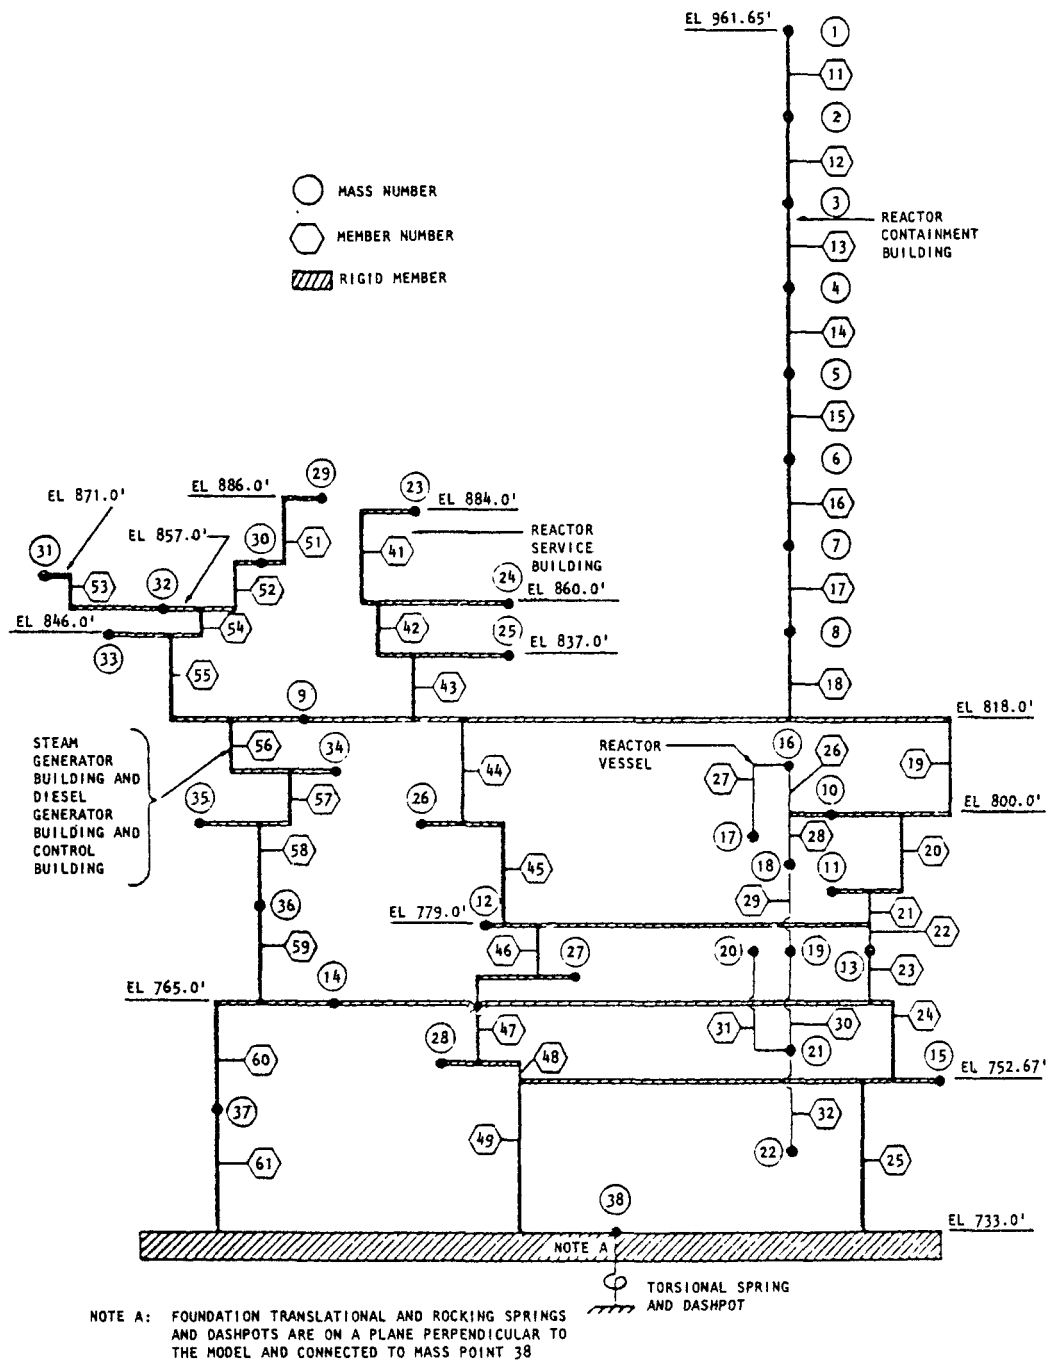 EL 961.65'
1
11
2
12
MASS NUMBER
3
REACTOR
CONTAINMENT
BUILDING
MEMBER NUMBER
13
RIGID MEMBER
4
14
5
15
6
29
EL 886.0'
23
EL 884.0'
EL 871.0'
16
EL 857.0'
30
51
REACTOR
SERVICE
BUILDING
31
41
7
53
32
52
24
EL 860.0'
17
EL 846.0'
54
42
25
EL 837.0'
8
33
55
43
18
9
EL 818.0'
STEAM
GENERATOR
BUILDING AND
DIESEL
GENERATOR
BUILDING AND
CONTROL
BUILDING
56
34
REACTOR
VESSEL
16
26
19
44
27
10
35
57
26
EL 800.0'
17
28
58
20
45
18
11
36
29
12
EL 779.0'
21
22
59
46
27
20
19
13
23
EL 765.0'
14
24
47
31
30
60
28
48
21
15
EL 752.67'
37
49
32
61
22
25
38
EL 733.0'
NOTE A
TORSIONAL SPRING
AND DASHPOT
NOTE A: FOUNDATION TRANSLATIONAL AND ROCKING SPRINGS
AND DASHPOTS ARE ON A PLANE PERPENDICULAR TO
THE MODEL AND CONNECTED TO MASS POINT 38